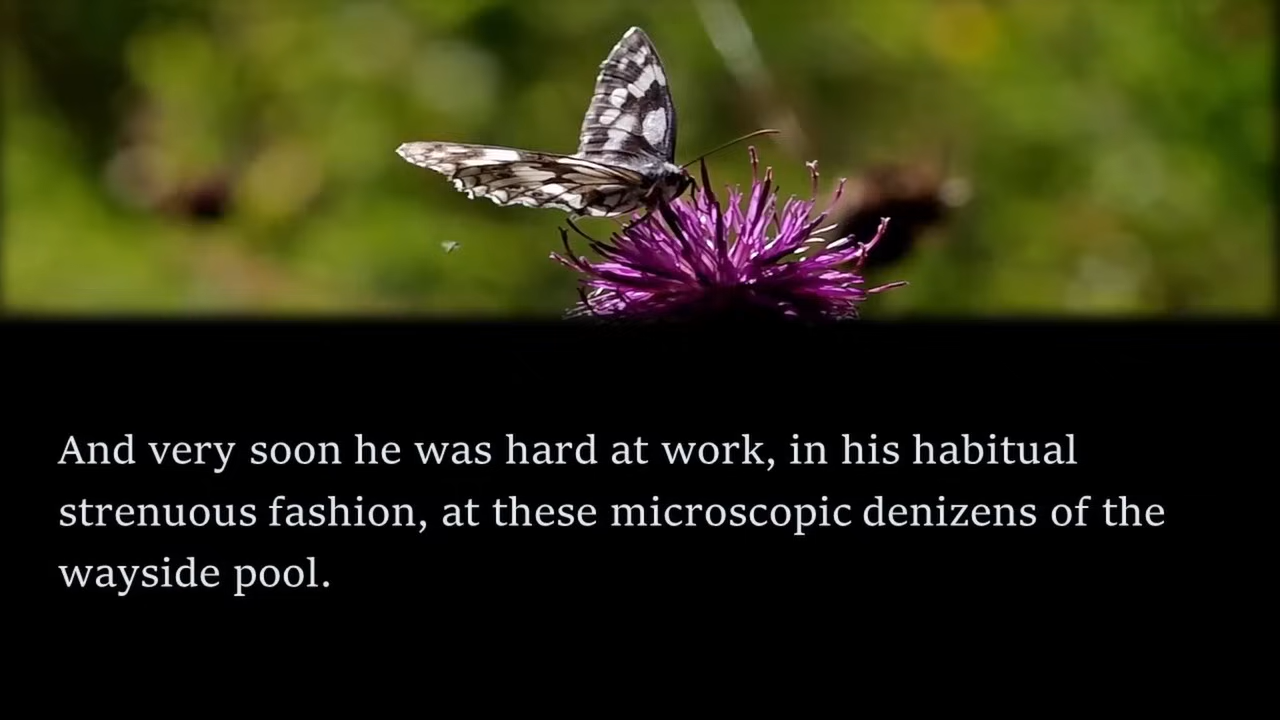 And very soon he was hard at work, in his habitual
strenuous fashion, at these microscopic denizens of the
wayside pool.